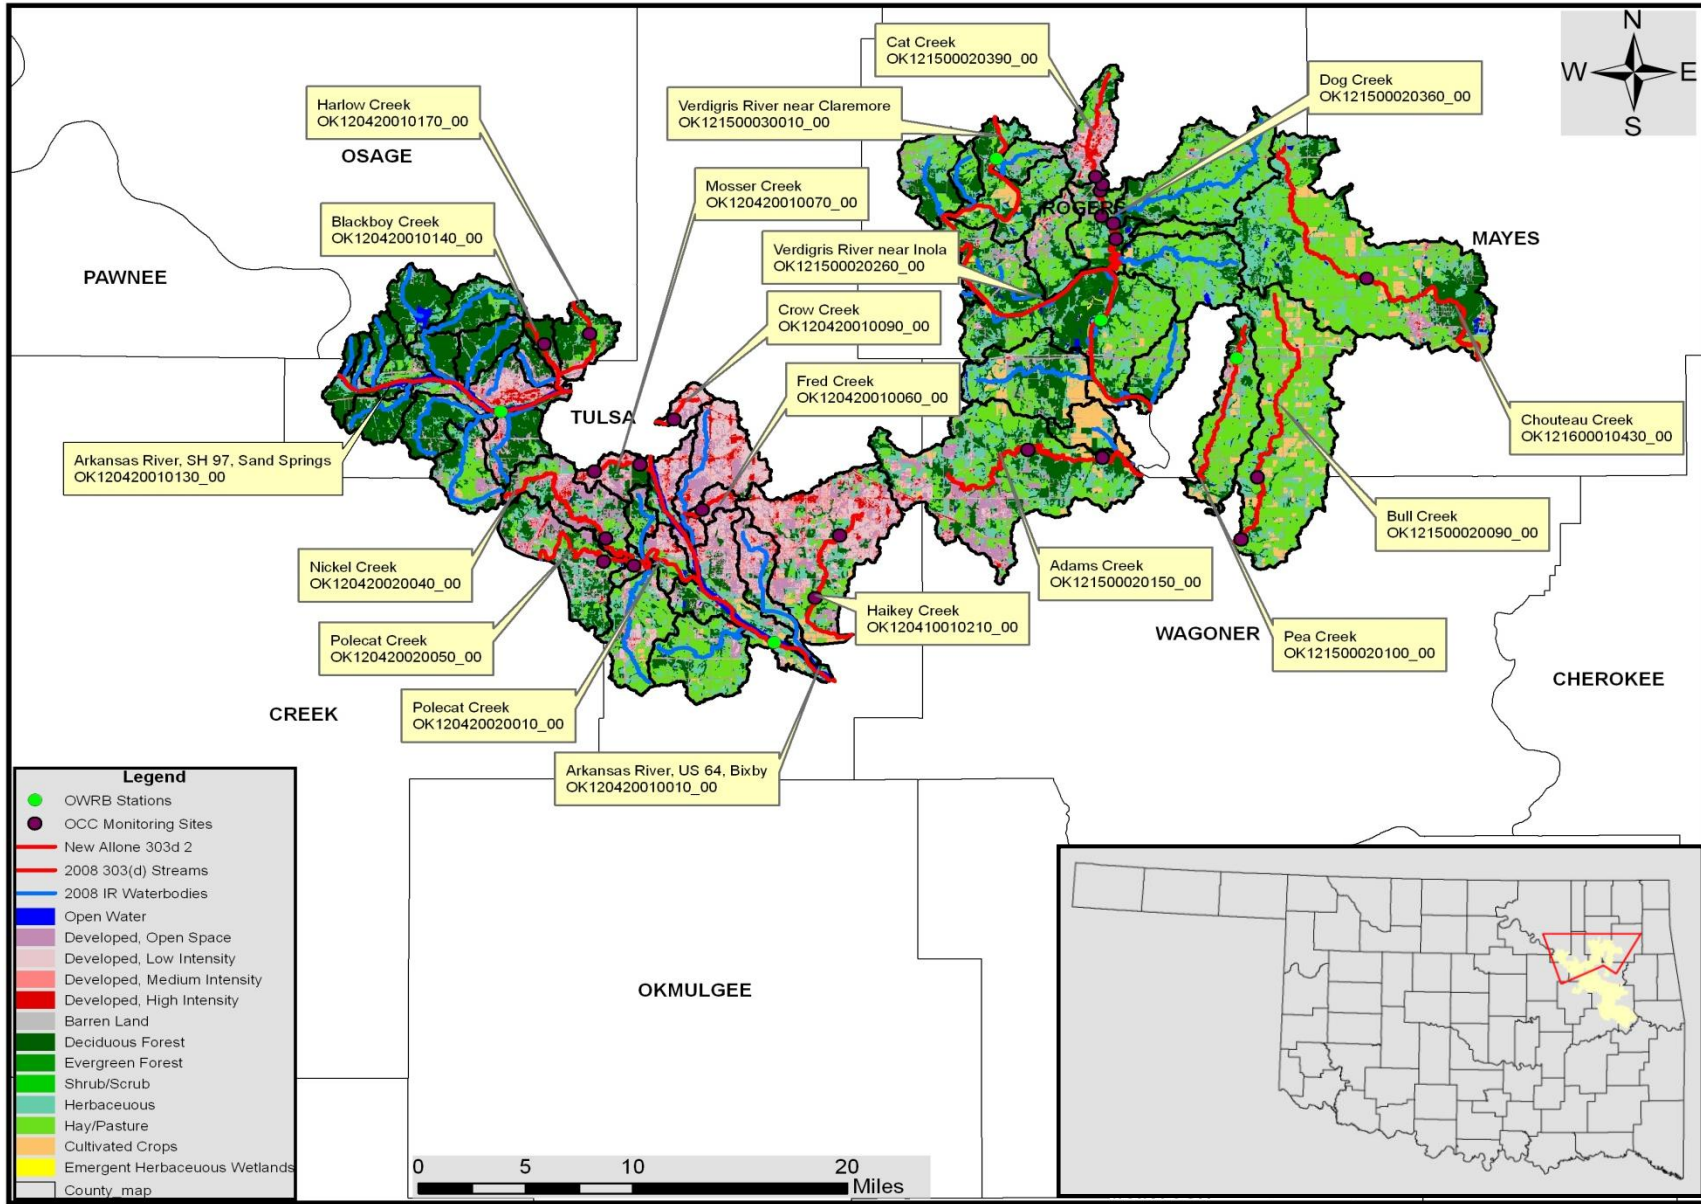 N
W
E
S
Cat Creek
OK121500020390_00
Dog Creek
OK121500020360_00
Harlow Creek
OK120420010170_00
Verdigris River near Claremore
OK121500030010_00
OSAGE
Mosser Creek
OK120420010070_00
Blackboy Creek
OK120420010140_00
ROGERS
MAYES
Verdigris River near Inola
OK121500020260_00
PAWNEE
Crow Creek
OK120420010090_00
Fred Creek
OK120420010060_00
TULSA
Chouteau Creek
OK121600010430_00
Arkansas River, SH 97, Sand Springs
OK120420010130_00
Bull Creek
OK121500020090_00
Nickel Creek
OK120420020040_00
Adams Creek
OK121500020150_00
Haikey Creek
OK120410010210_00
WAGONER
Pea Creek
OK121500020100_00
Polecat Creek
OK120420020050_00
CHEROKEE
Polecat Creek
OK120420020010_00
CREEK
Arkansas River, US 64, Bixby
OK120420010010_00
OKMULGEE
Legend
OWRB Stations
OCC Monitoring Sites
New Allone 303d 2
2008 303(d) Streams
2008 IR Waterbodies
Open Water
Developed, Open Space
Developed, Low Intensity
Developed, Medium Intensity
Developed, High Intensity
Barren Land
Deciduous Forest
Evergreen Forest
Shrub/Scrub
Herbaceuous
Hay/Pasture
Cultivated Crops
Emergent Herbaceuous Wetlands
County_map
0 5 10 20
Miles